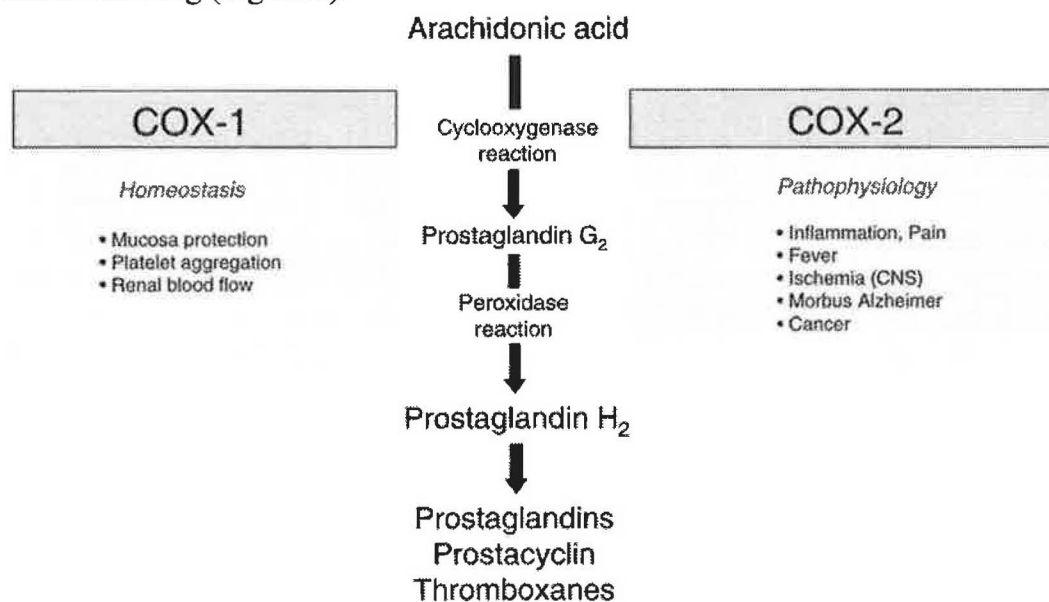 Arachidonic acid
COX-1
Homeostasis
• Mucosa protection
• Platelet aggregation
• Renal blood flow
Cyclooxygenase
reaction
Prostaglandin G₂
Peroxidase
reaction
Prostaglandin H₂
Prostaglandins
Prostacyclin
Thromboxanes
COX-2
Pathophysiology
• Inflammation, Pain
• Fever
• Ischemia (CNS)
• Morbus Alzheimer
• Cancer